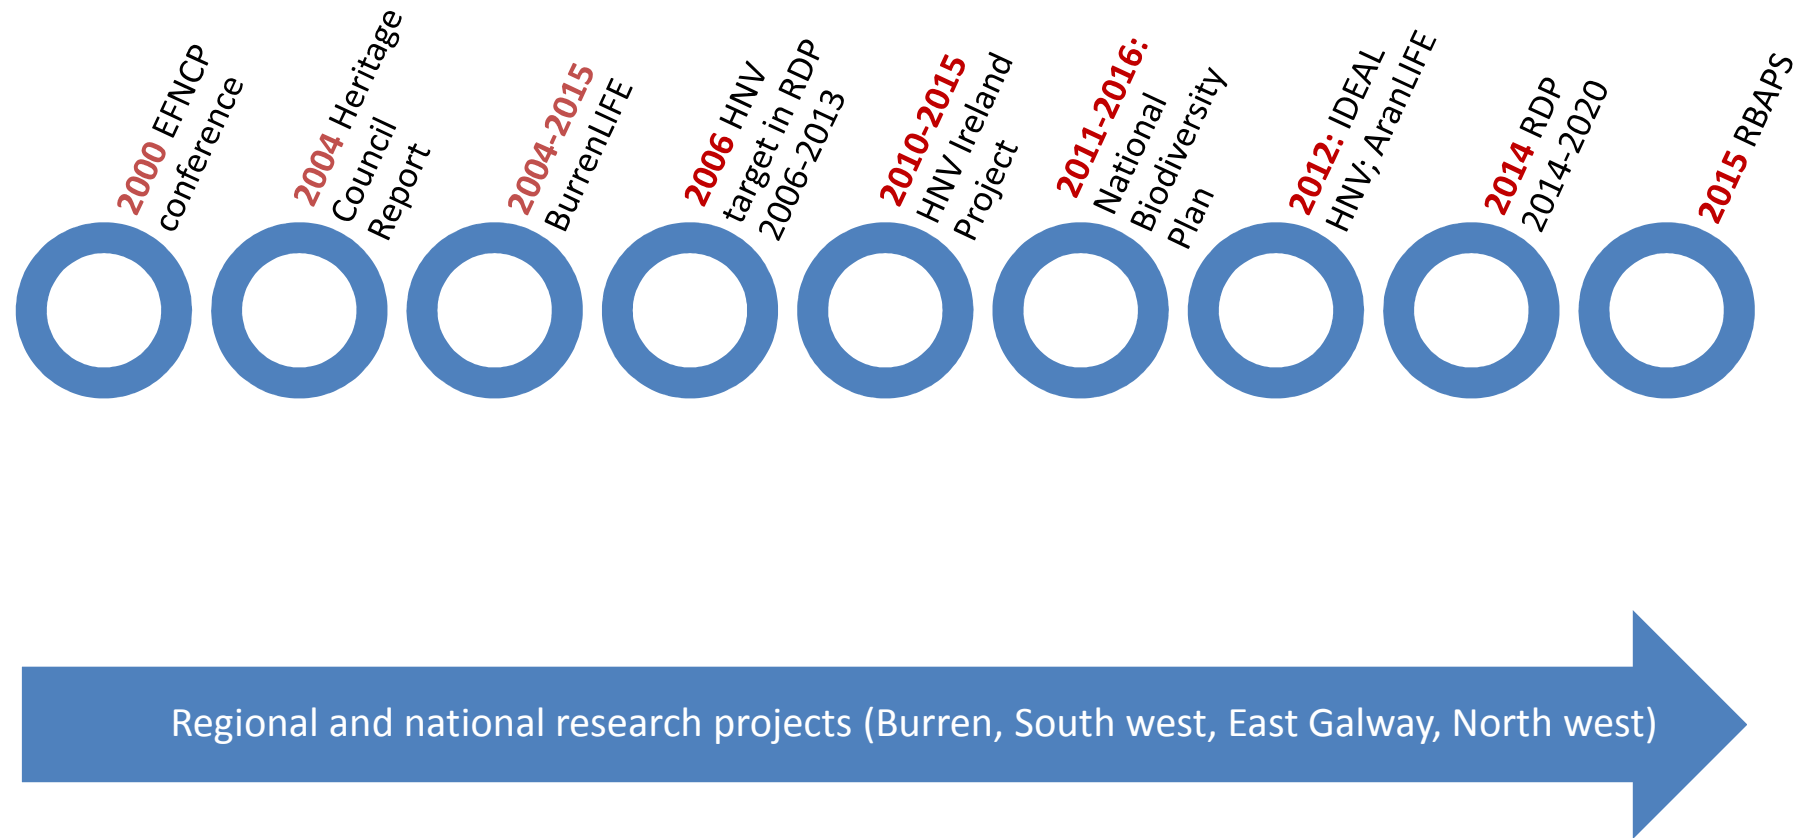 2000 EFNCP
conference
2004 Heritage
Council
Report
2004-2015
BurrenLIFE
2006 HNV
target in RDP
2006-2013
2010-2015
HNV Ireland
Project
2011-2016:
National
Biodiversity
Plan
2012: IDEAL
HNV; AranLIFE
2014 RDP
2014-2020
2015 RBAPS
Regional and national research projects (Burren, South west, East Galway, North west)